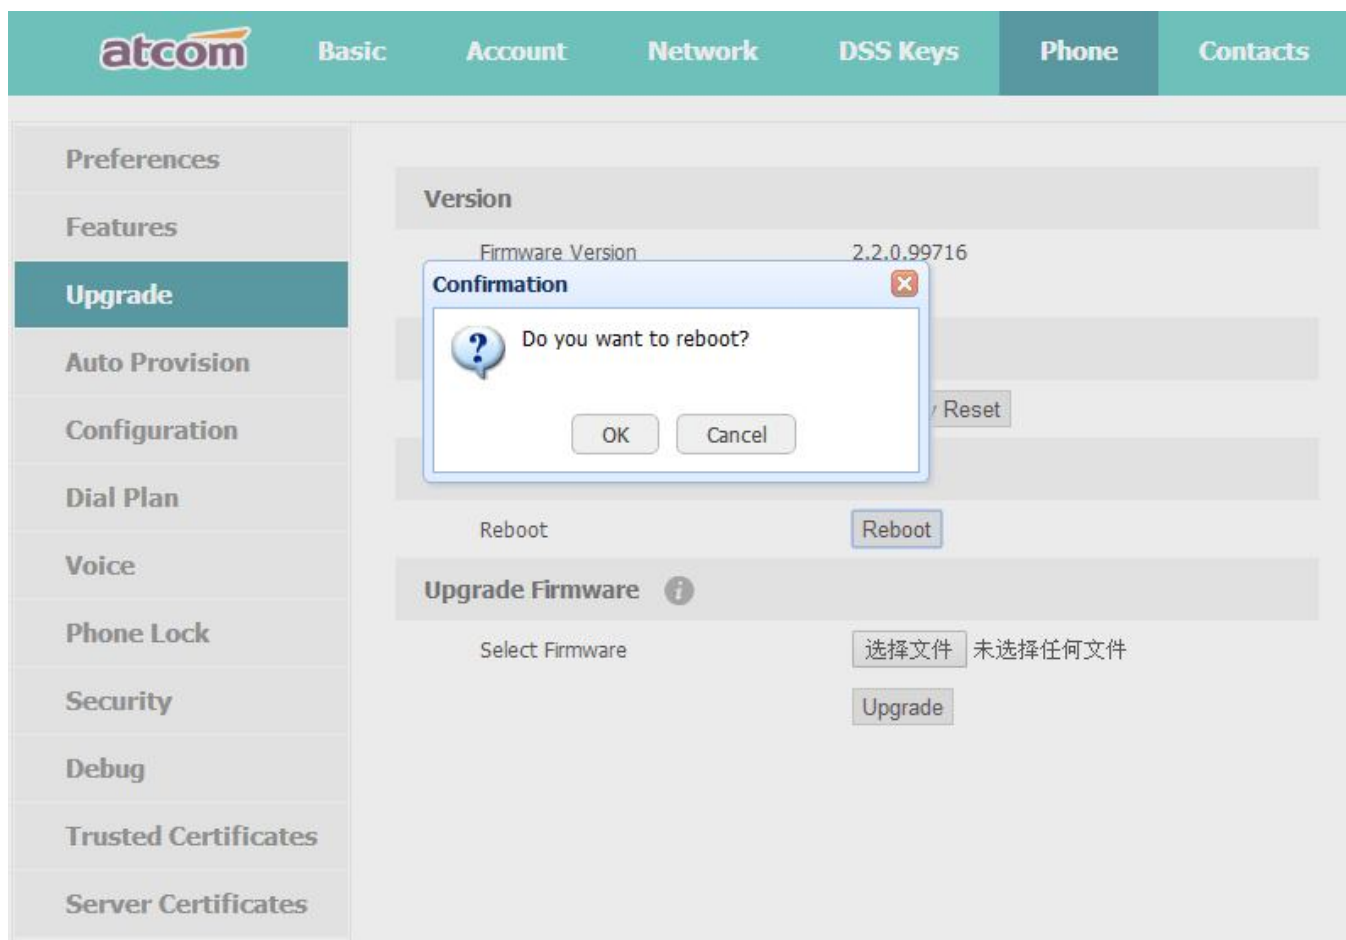 atcom Basic Account Network DSS Keys Phone Contacts
Preferences
Features
Upgrade
Auto Provision
Configuration
Dial Plan
Voice
Phone Lock
Security
Debug
Trusted Certificates
Server Certificates
Version
Firmware Version 2.2.0.99716
Confirmation
Do you want to reboot?
OK Cancel
Reset
Reboot Reboot
Upgrade Firmware
Select Firmware 选择文件 未选择任何文件
Upgrade